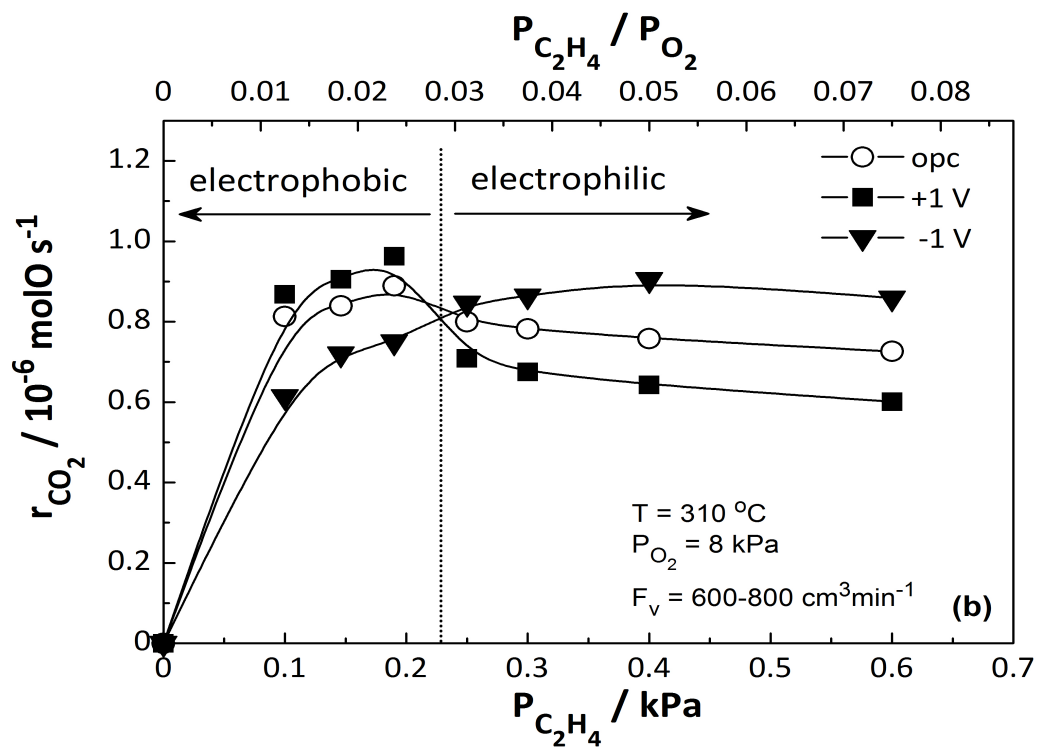 P_C₂H₄ / P_O₂
0 0.01 0.02 0.03 0.04 0.05 0.06 0.07 0.08
electrophobic
electrophilic
opc
+1 V
-1 V
r_CO₂ / 10⁻⁶ molO s⁻¹
1.2
1.0
0.8
0.6
0.4
0.2
0
T = 310 °C
P_O₂ = 8 kPa
F_v = 600-800 cm³min⁻¹
(b)
0 0.1 0.2 0.3 0.4 0.5 0.6 0.7
P_C₂H₄ / kPa